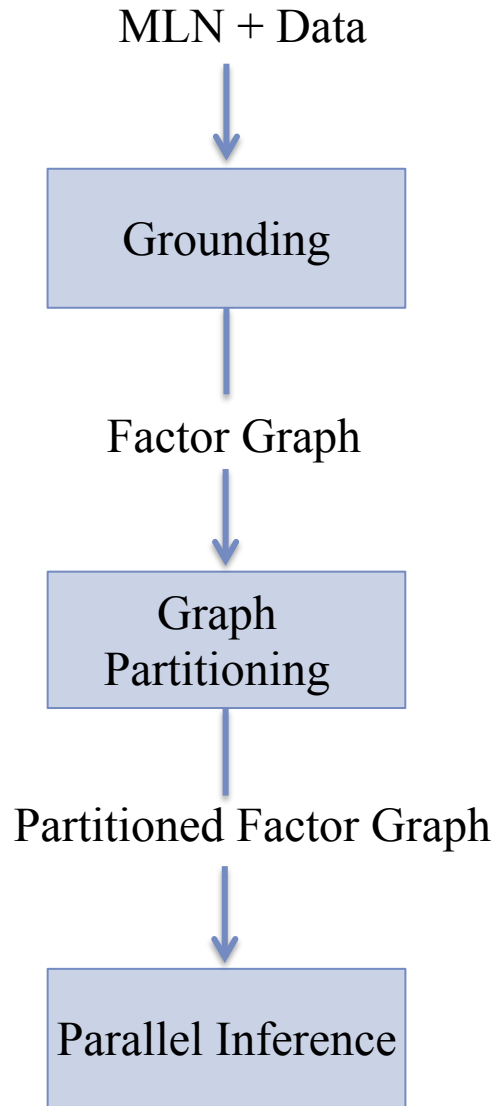 MLN + Data
Grounding
Factor Graph
Graph
Partitioning
Partitioned Factor Graph
Parallel Inference